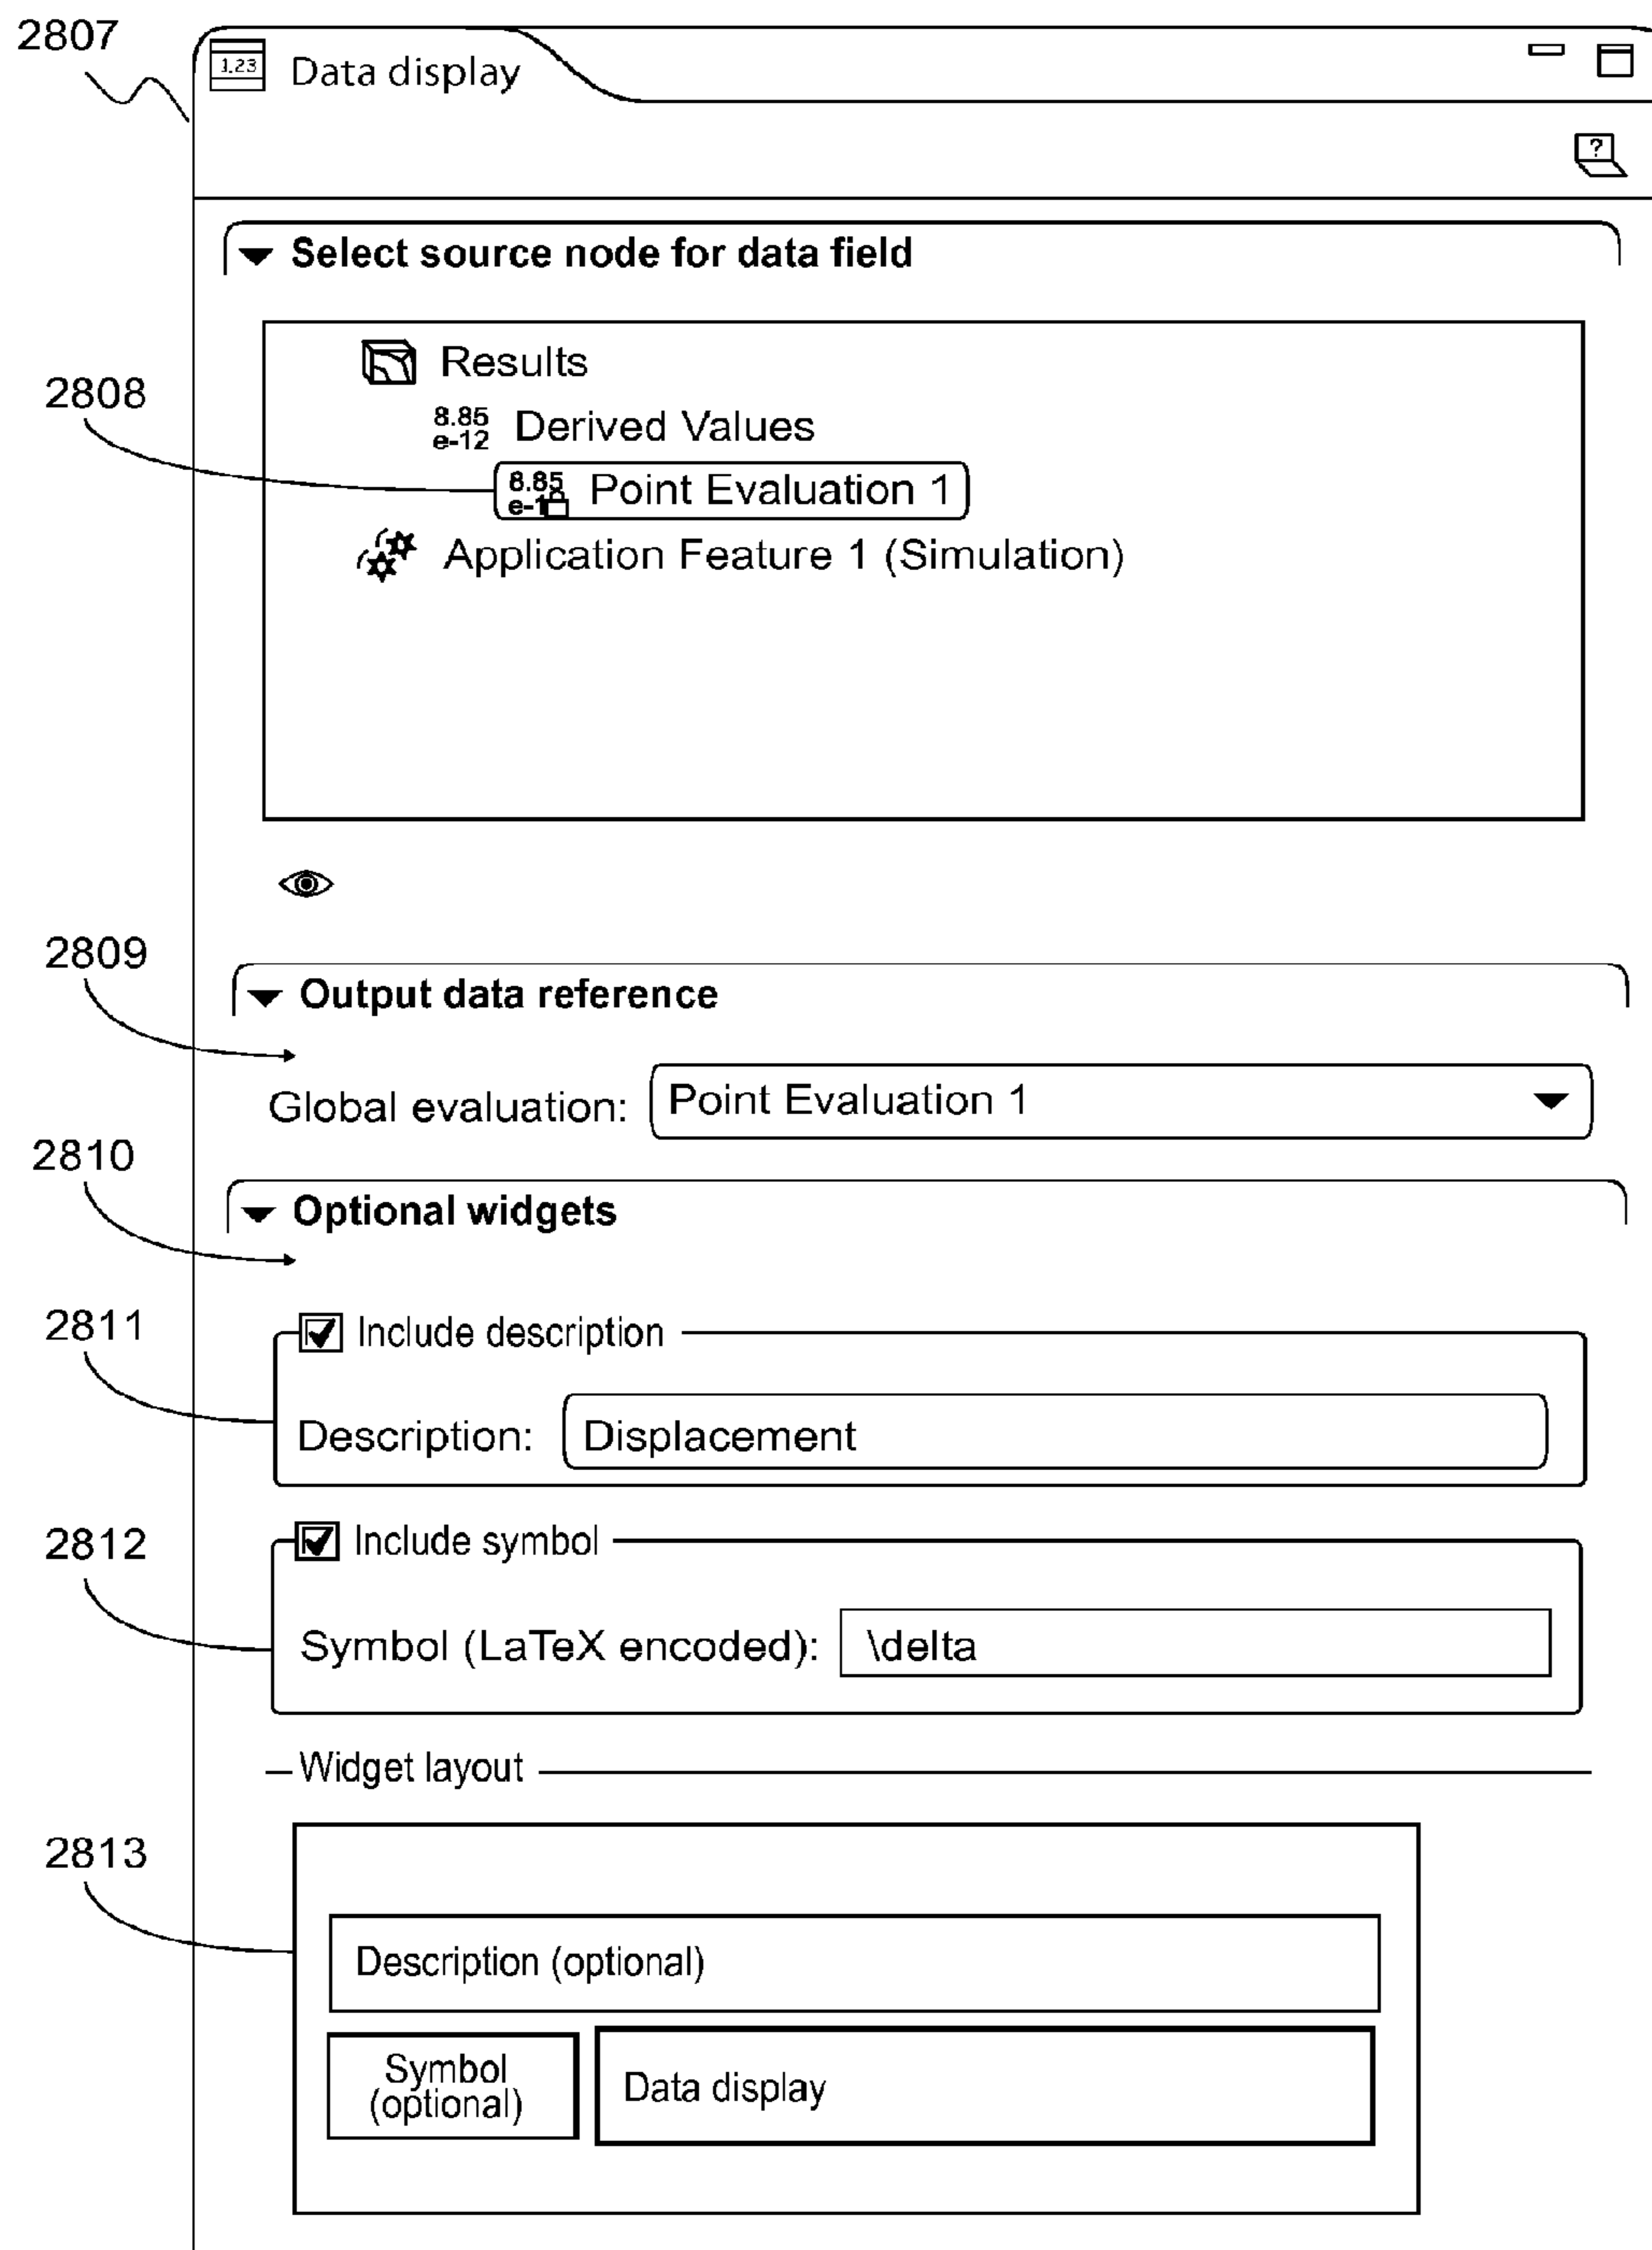 2807
1.23 Data display
?
Select source node for data field
Results
2808
8.85
e-12 Derived Values
8.85
Point Evaluation 1
Application Feature 1 (Simulation)
2809
Output data reference
Global evaluation: Point Evaluation 1
2810
Optional widgets
2811
Include description
Description: Displacement
2812
Include symbol
Symbol (LaTeX encoded): \delta
Widget layout
2813
Description (optional)
Symbol
(optional)
Data display